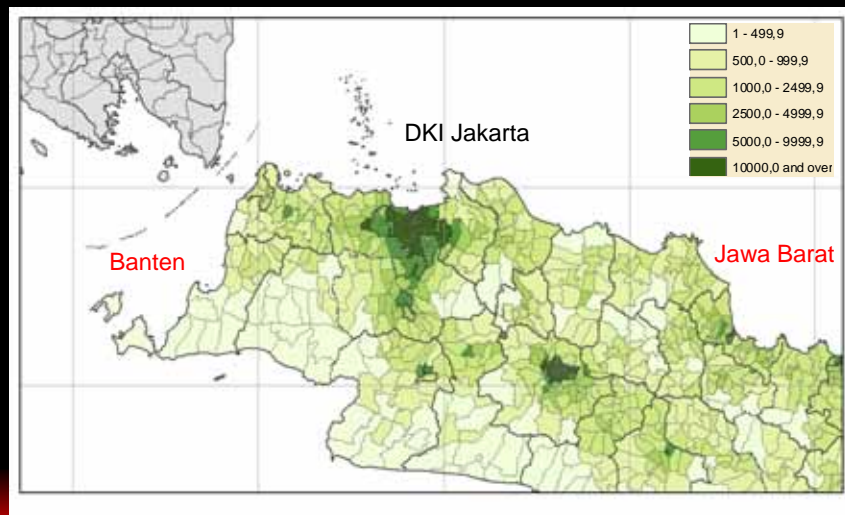 1 - 499,9
500,0 - 999,9
1000,0 - 2499,9
2500,0 - 4999,9
5000,0 - 9999,9
10000,0 and over
DKI Jakarta
Banten
Jawa Barat